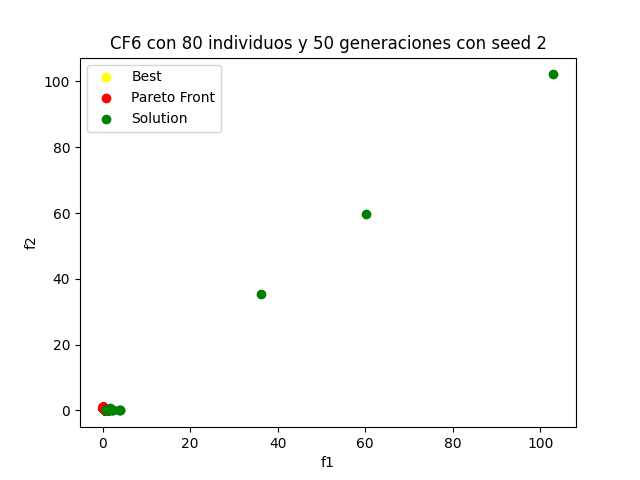 CF6 con 80 individuos y 50 generaciones con seed 2
Best
Pareto Front
Solution
100
80
60
40
20
0
f2
0 20 40 60 80 100
f1